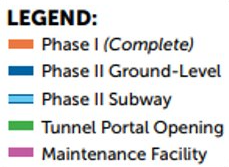 LEGEND:
Phase I (Complete)
Phase II Ground-Level
Phase II Subway
Tunnel Portal Opening
Maintenance Facility